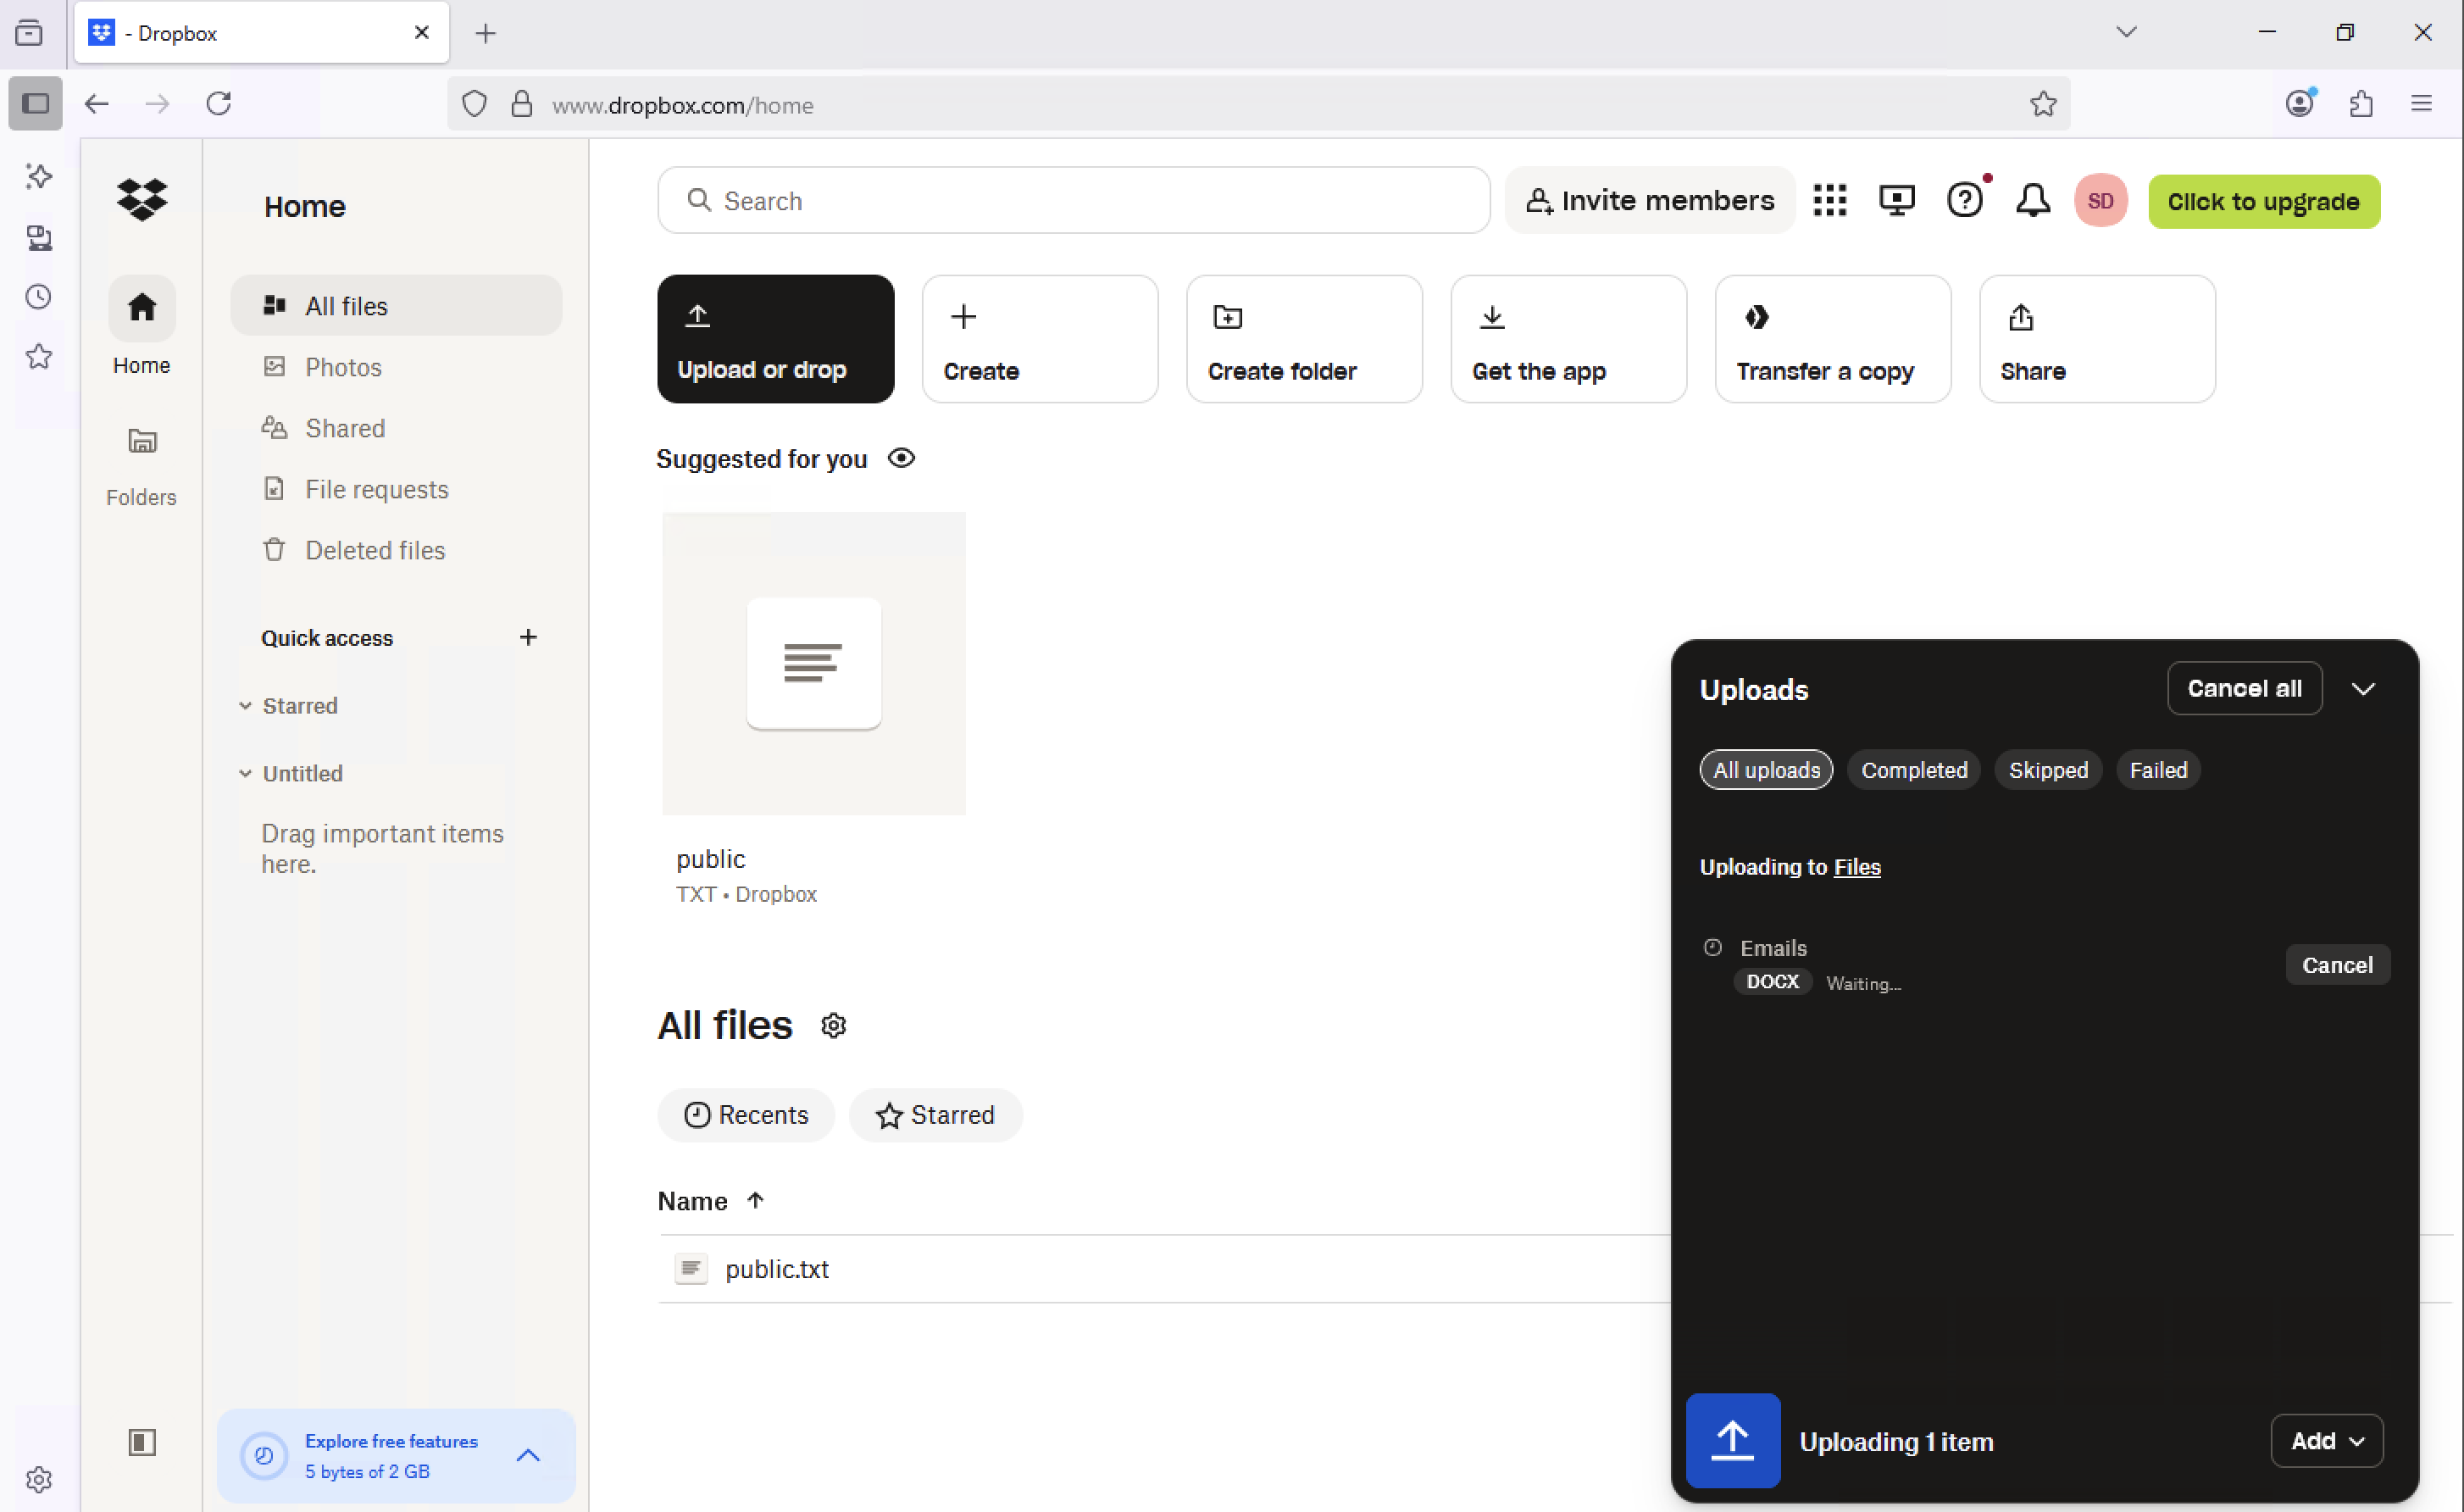 - Dropbox
www.dropbox.com/home
Home
Search
Invite members
SD
Click to upgrade
Home
Folders
All files
Photos
Shared
File requests
Deleted files
Quick access
Starred
Untitled
Drag important items
here.
Explore free features
5 bytes of 2 GB
Upload or drop
Create
Create folder
Get the app
Transfer a copy
Share
Suggested for you
public
TXT • Dropbox
All files
Recents
Starred
Name
public.txt
Uploads
Cancel all
All uploads
Completed
Skipped
Failed
Uploading to Files
Emails
DOCX
Waiting...
Cancel
Uploading 1 item
Add